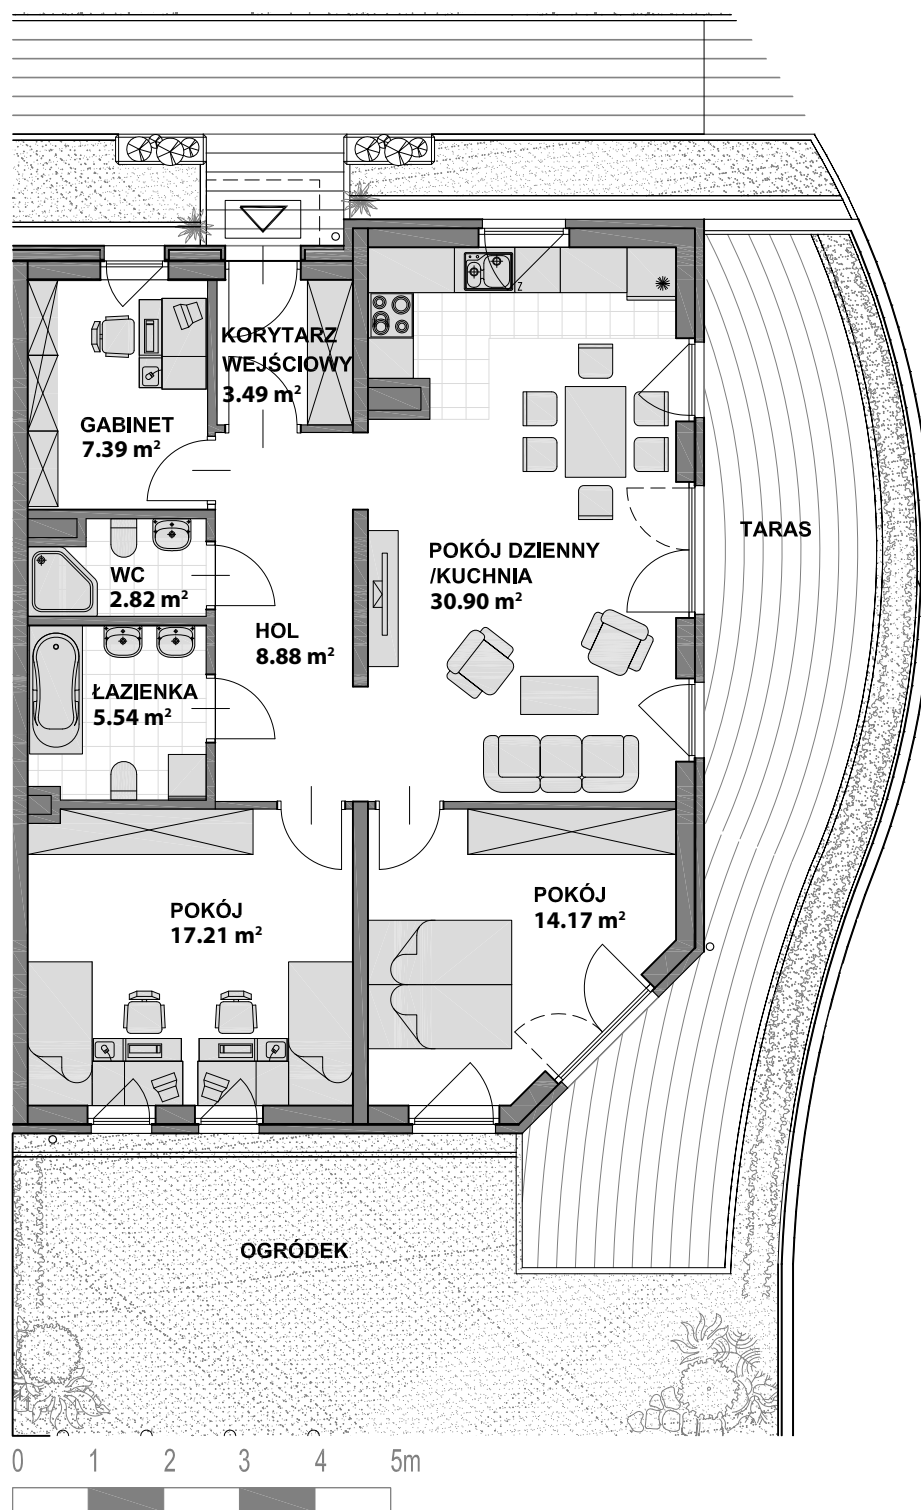 KORYTARZ
WEJŚCIOWY
3.49 m²
GABINET
7.39 m²
Z
TARAS
POKÓJ DZIENNY
/KUCHNIA
30.90 m²
WC
2.82 m²
HOL
8.88 m²
ŁAZIENKA
5.54 m²
POKÓJ
17.21 m²
POKÓJ
14.17 m²
OGRÓDEK
0 1 2 3 4 5m